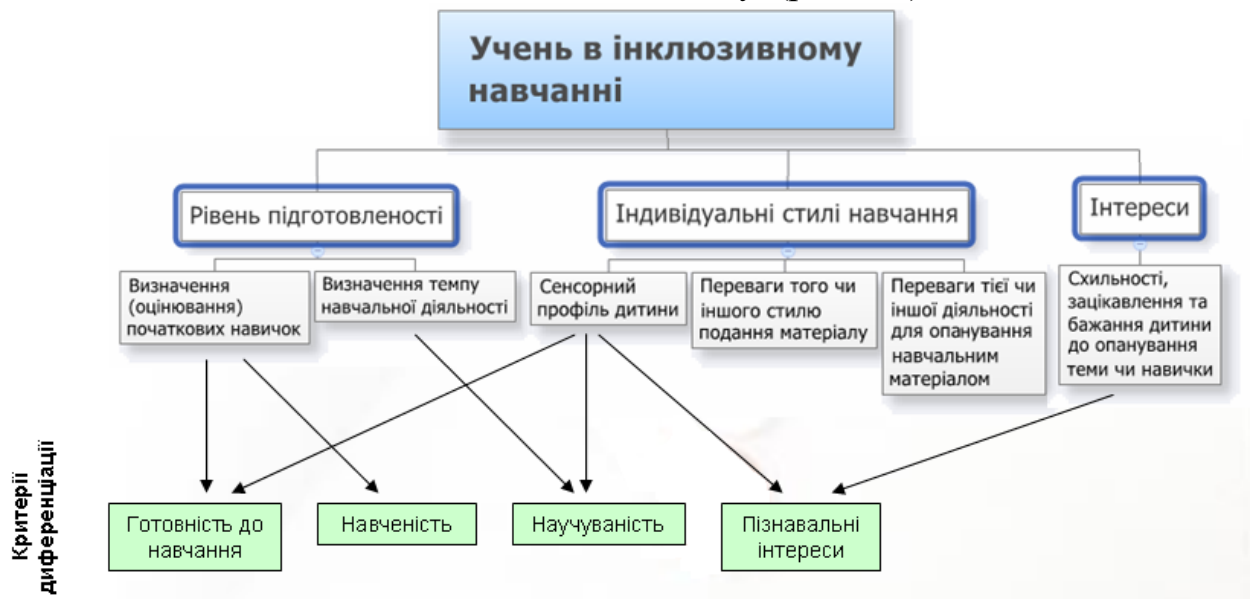 Учень в інклюзивному
навчанні
Рівень підготовленості
Індивідуальні стилі навчання
Інтереси
Визначення
(оцінювання)
початкових навичок
Визначення темпу
навчальної діяльності
Сенсорний
профіль дитини
Переваги того чи
іншого стилю
подання матеріалу
Переваги тієї чи
іншої діяльності
для опанування
навчальним
матеріалом
Схильності,
зацікавлення та
бажання дитини
до опанування
теми чи навички
Критерії
диференціації
Готовність до
навчання
Навченість
Научуваність
Пізнавальні
інтереси